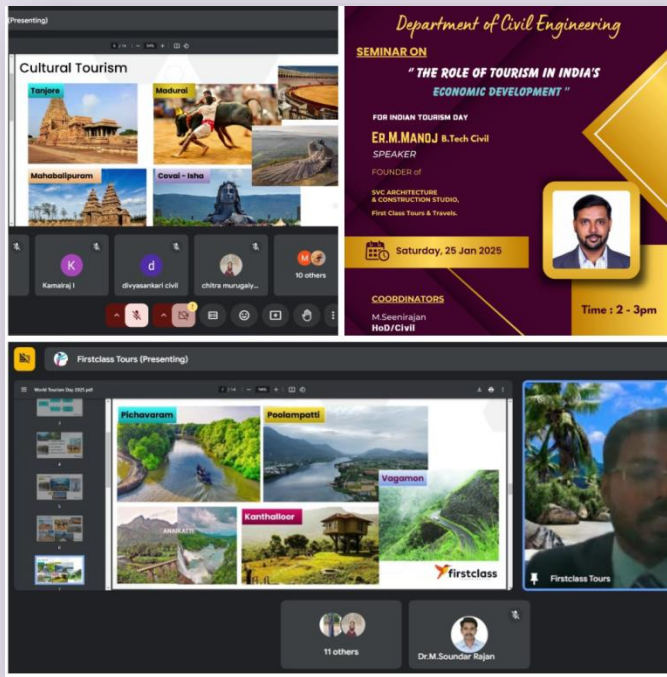 (Presenting)
Cultural Tourism
Tanjore
Madurai
Mahabalipuram
Covai - Isha
K
Kamalraj I
d
divyasankari civil
chitra murugaiy...
M
10 others
Department of Civil Engineering
SEMINAR ON
" THE ROLE OF TOURISM IN INDIA'S
ECONOMIC DEVELOPMENT "
FOR INDIAN TOURISM DAY
ER.M.MANOJ B.Tech Civil
SPEAKER
FOUNDER of
SVC ARCHITECTURE
& CONSTRUCTION STUDIO,
First Class Tours & Travels.
Saturday, 25 Jan 2025
Time : 2 - 3pm
COORDINATORS
M.Seenirajan
HoD/Civil
Firstclass Tours (Presenting)
World Tourism Day 2025.pdf
Pichavaram
Poolampatti
Vagamon
ANAIKATTI
Kanthalloor
firstclass
Firstclass Tours
11 others
Dr.M.Soundar Rajan